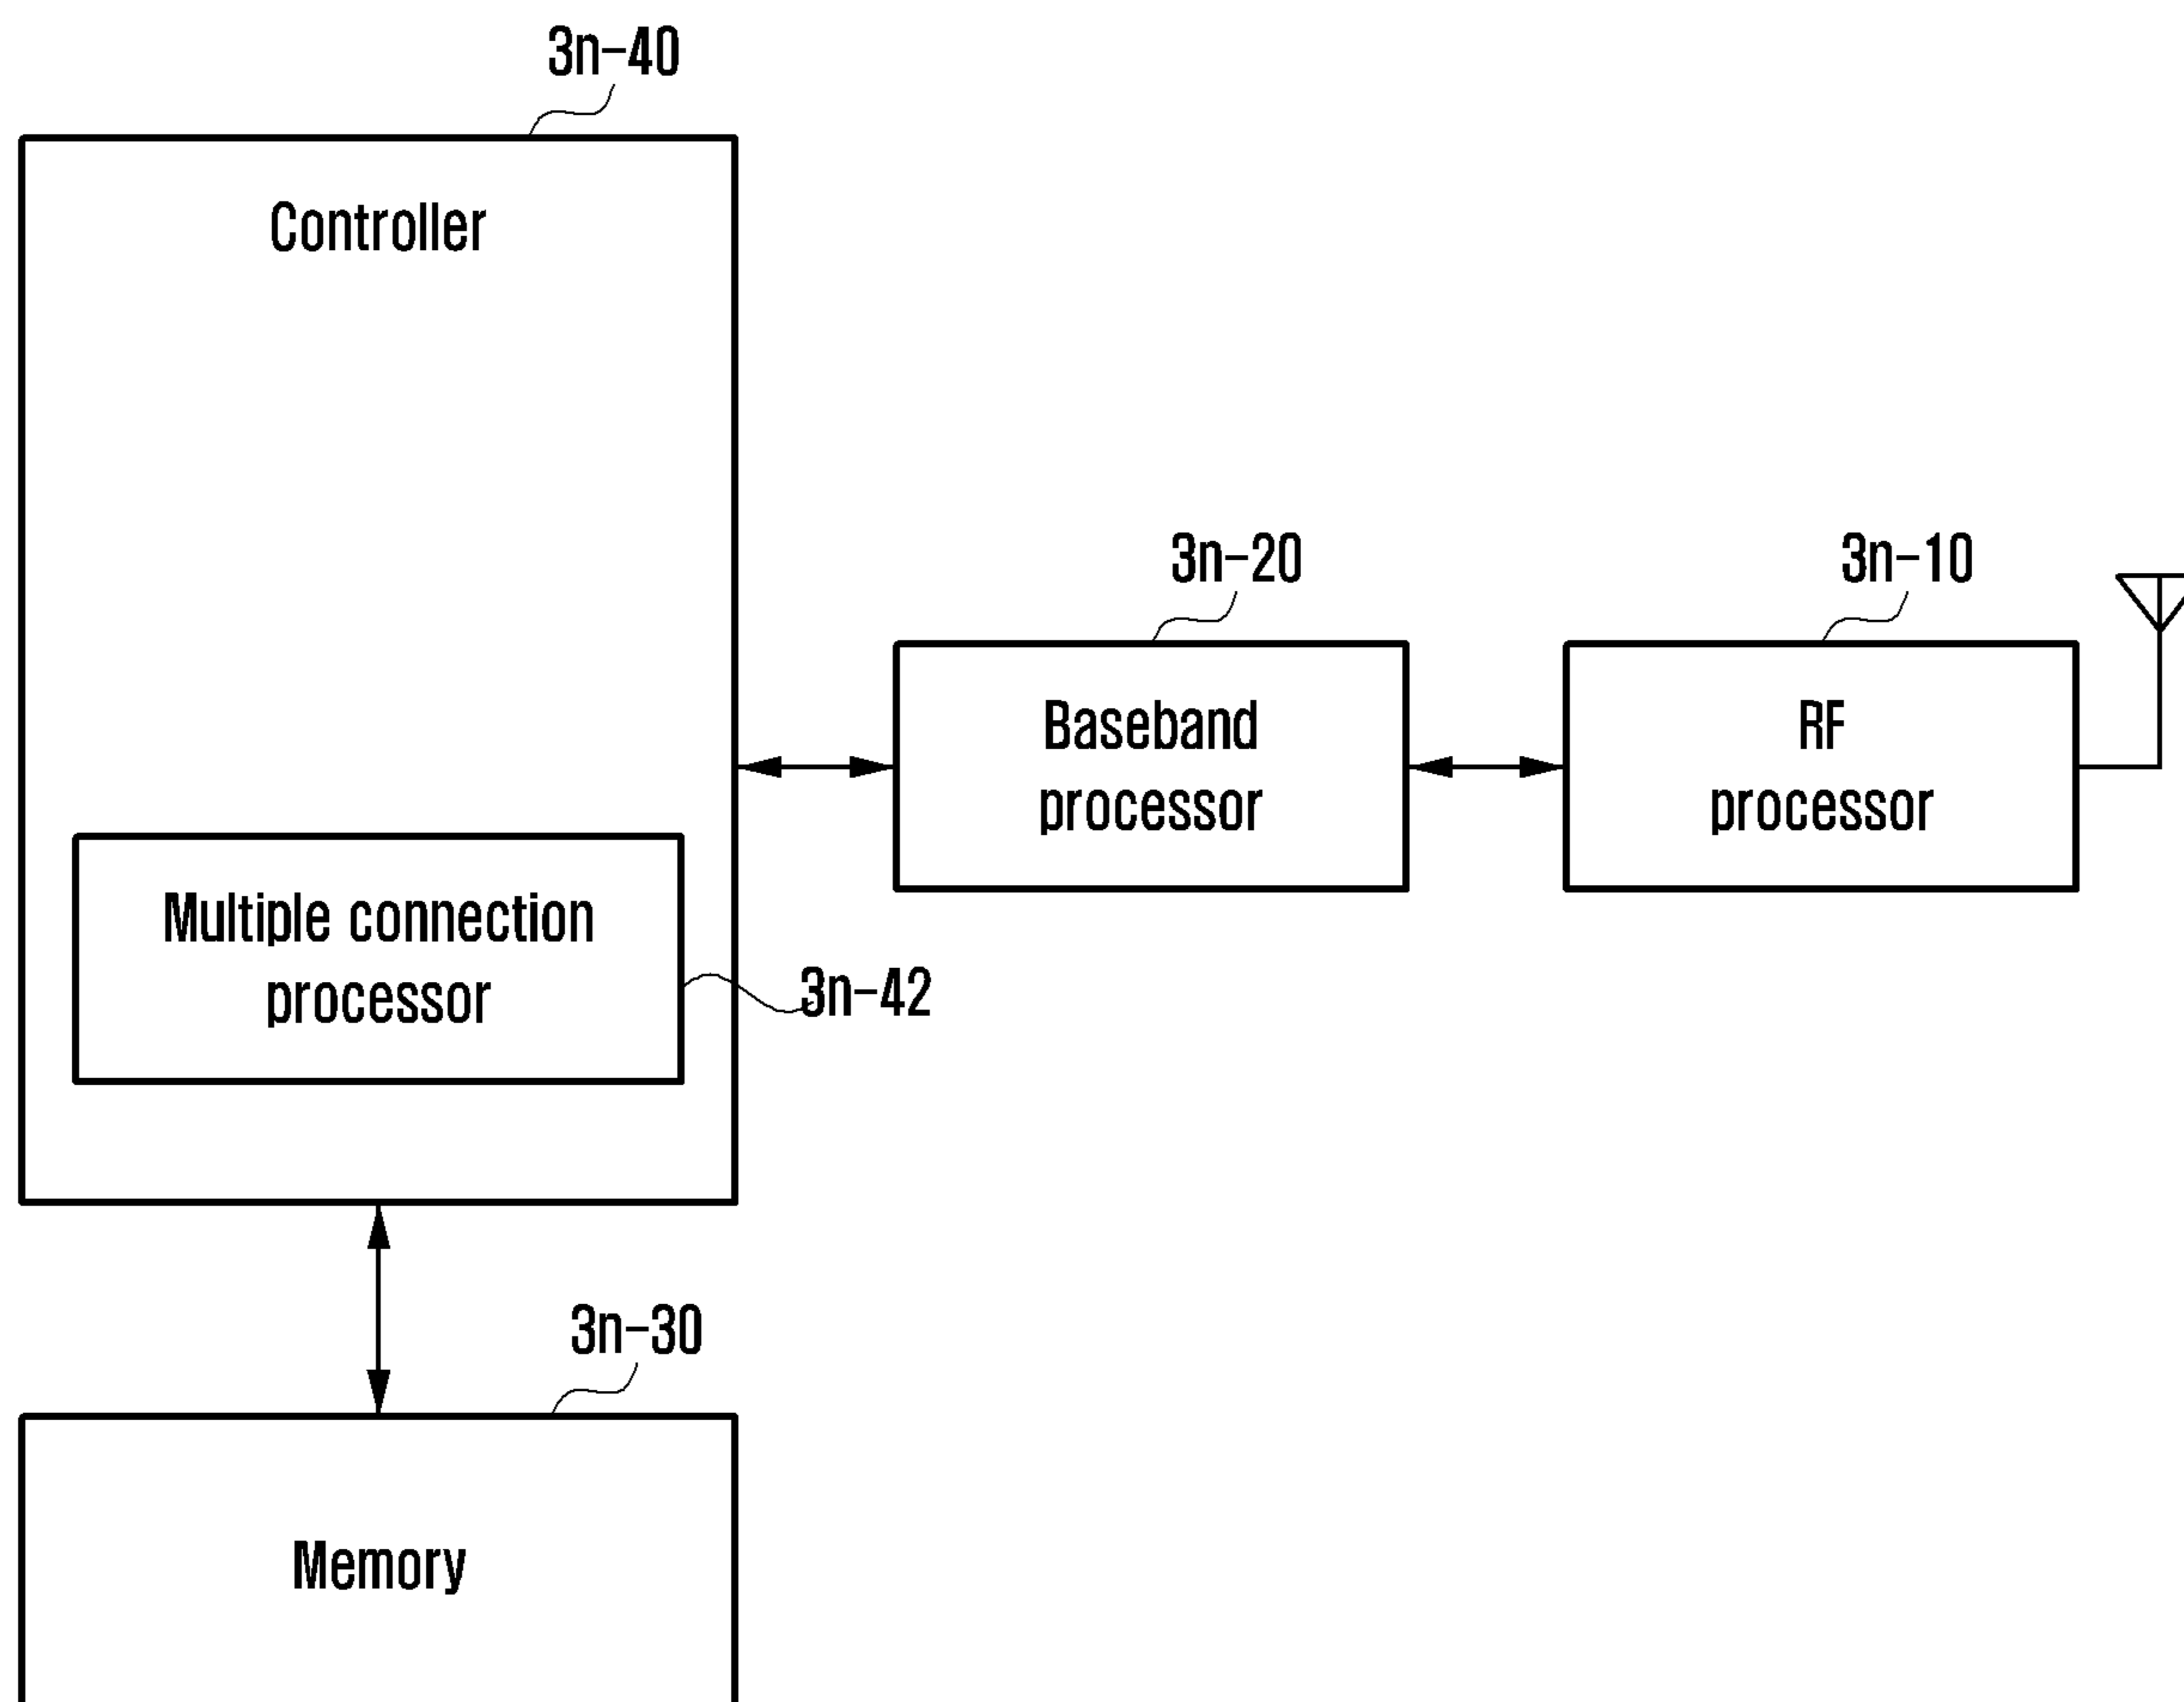 3n-40
Controller
3n-20
3n-10
Baseband
processor
RF
processor
Multiple connection
processor
3n-42
3n-30
Memory